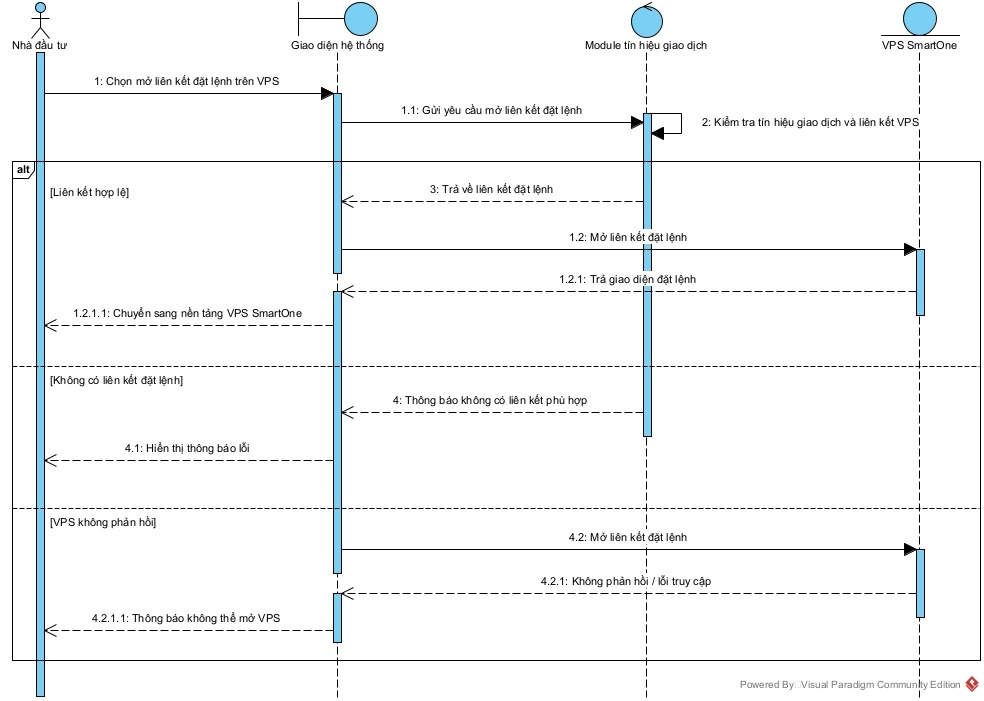 Nhà đầu tư
Giao diện hệ thống
Module tín hiệu giao dịch
VPS SmartOne
1: Chọn mở liên kết đặt lệnh trên VPS
1.1: Gửi yêu cầu mở liên kết đặt lệnh
2: Kiểm tra tín hiệu giao dịch và liên kết VPS
alt
[Liên kết hợp lệ]
3: Trả về liên kết đặt lệnh
1.2: Mở liên kết đặt lệnh
1.2.1: Trả giao diện đặt lệnh
1.2.1.1: Chuyển sang nền tảng VPS SmartOne
[Không có liên kết đặt lệnh]
4: Thông báo không có liên kết phù hợp
4.1: Hiển thị thông báo lỗi
[VPS không phản hồi]
4.2: Mở liên kết đặt lệnh
4.2.1: Không phản hồi / lỗi truy cập
4.2.1.1: Thông báo không thể mở VPS
Powered By Visual Paradigm Community Edition